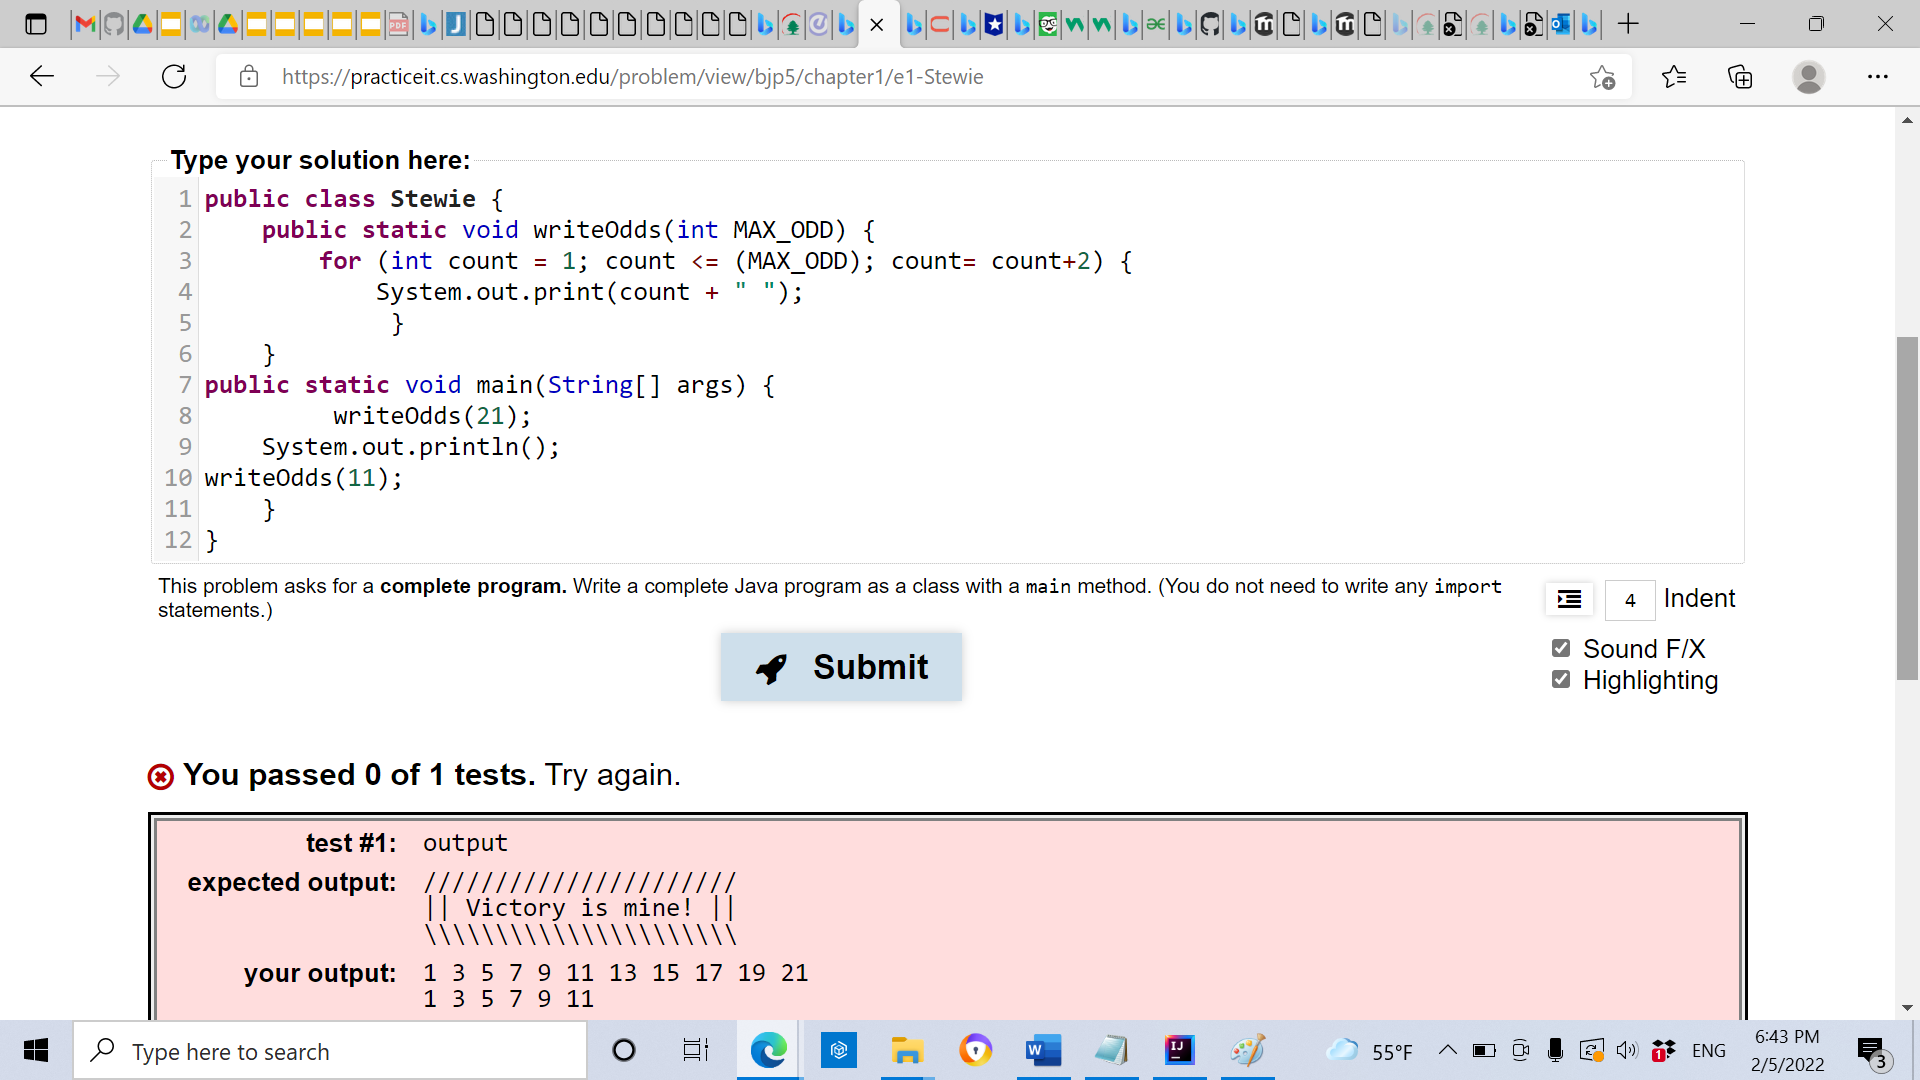 https://practiceit.cs.washington.edu/problem/view/bjp5/chapter1/e1-Stewie
Type your solution here:
1 public class Stewie {
2     public static void writeOdds(int MAX_ODD) {
3         for (int count = 1; count <= (MAX_ODD); count= count+2) {
4             System.out.print(count + " ");
5              }
6     }
7 public static void main(String[] args) {
8          writeOdds(21);
9     System.out.println();
10 writeOdds(11);
11     }
12 }
This problem asks for a complete program. Write a complete Java program as a class with a main method. (You do not need to write any import
statements.)
4 Indent
Sound F/X
Highlighting
Submit
You passed 0 of 1 tests. Try again.
test #1: output
expected output: //////////////////////
|| Victory is mine! ||
\\\\\\\\\\\\\\\\\\\\\\
your output: 1 3 5 7 9 11 13 15 17 19 21
1 3 5 7 9 11
Type here to search
55°F
ENG
6:43 PM
2/5/2022
3